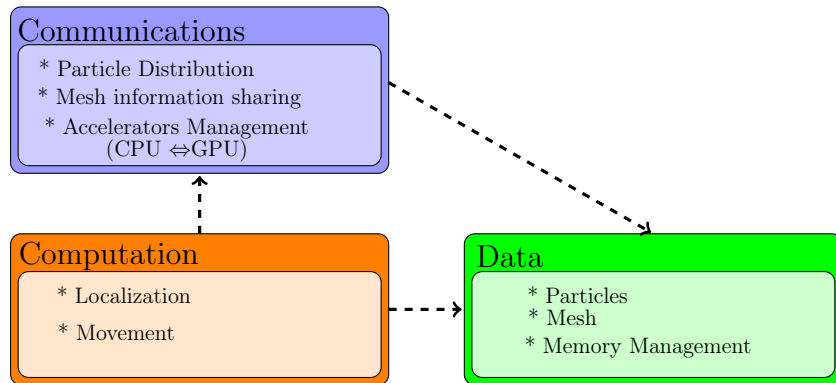 Communications
* Particle Distribution
* Mesh information sharing
* Accelerators Management
(CPU ⇔GPU)
Computation
* Localization
* Movement
Data
* Particles
* Mesh
* Memory Management